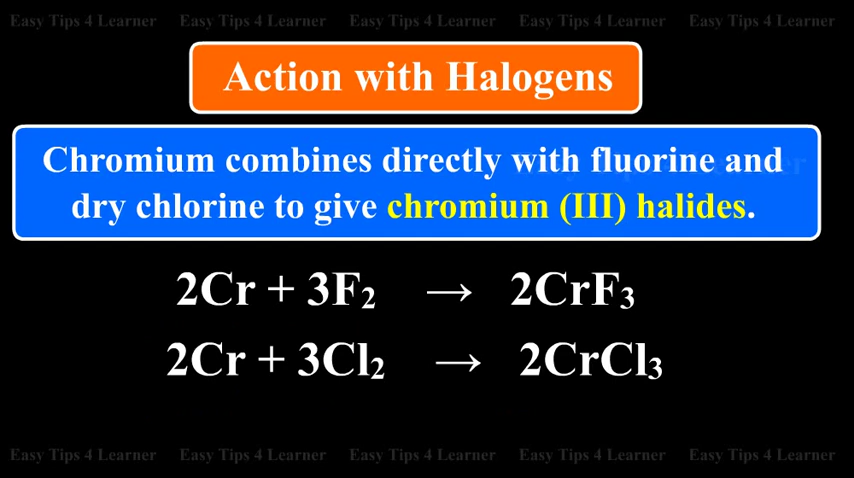 Easy Tips 4 Learner Easy Tips 4 Learner Easy Tips 4 Learner Easy Tips 4 Learner Easy Tips 4 Learner
Action with Halogens
Chromium combines directly with fluorine and
dry chlorine to give chromium (III) halides.
2Cr + 3F₂ → 2CrF₃
2Cr + 3Cl₂ → 2CrCl₃
Easy Tips 4 Learner Easy Tips 4 Learner Easy Tips 4 Learner Easy Tips 4 Learner Easy Tips 4 Learner